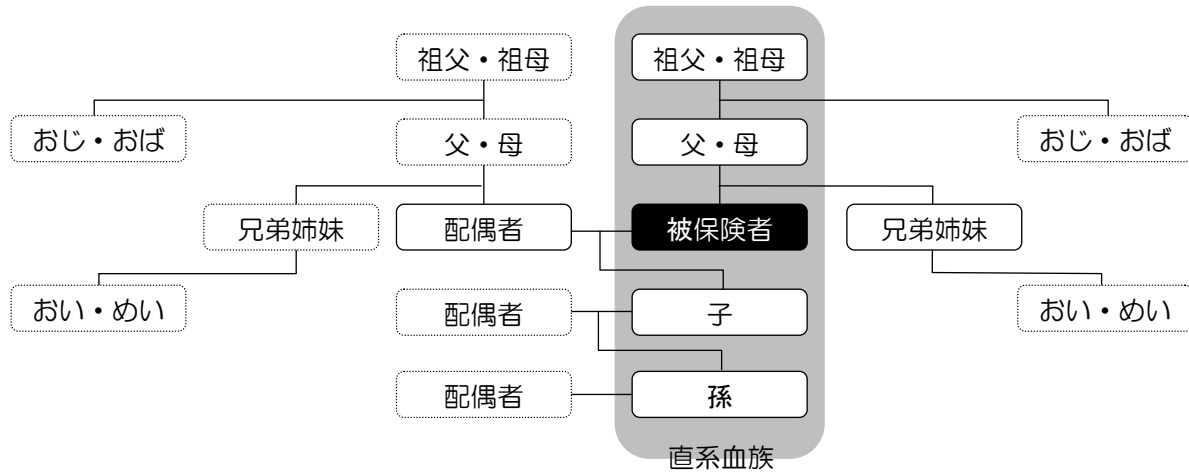 祖父・祖母
祖父・祖母
おじ・おば
父・母
父・母
おじ・おば
兄弟姉妹
配偶者
被保険者
兄弟姉妹
おい・めい
配偶者
子
おい・めい
配偶者
孫
直系血族